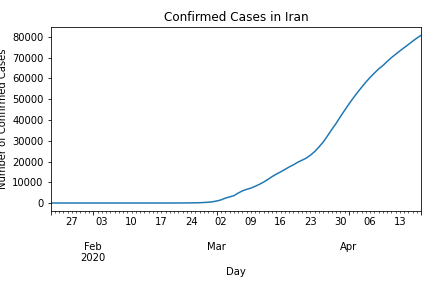 Confirmed Cases in Iran
Number of Confirmed Cases
80000
70000
60000
50000
40000
30000
20000
10000
0
27 03 10 17 24 02 09 16 23 30 06 13
Feb Mar Apr
2020
Day